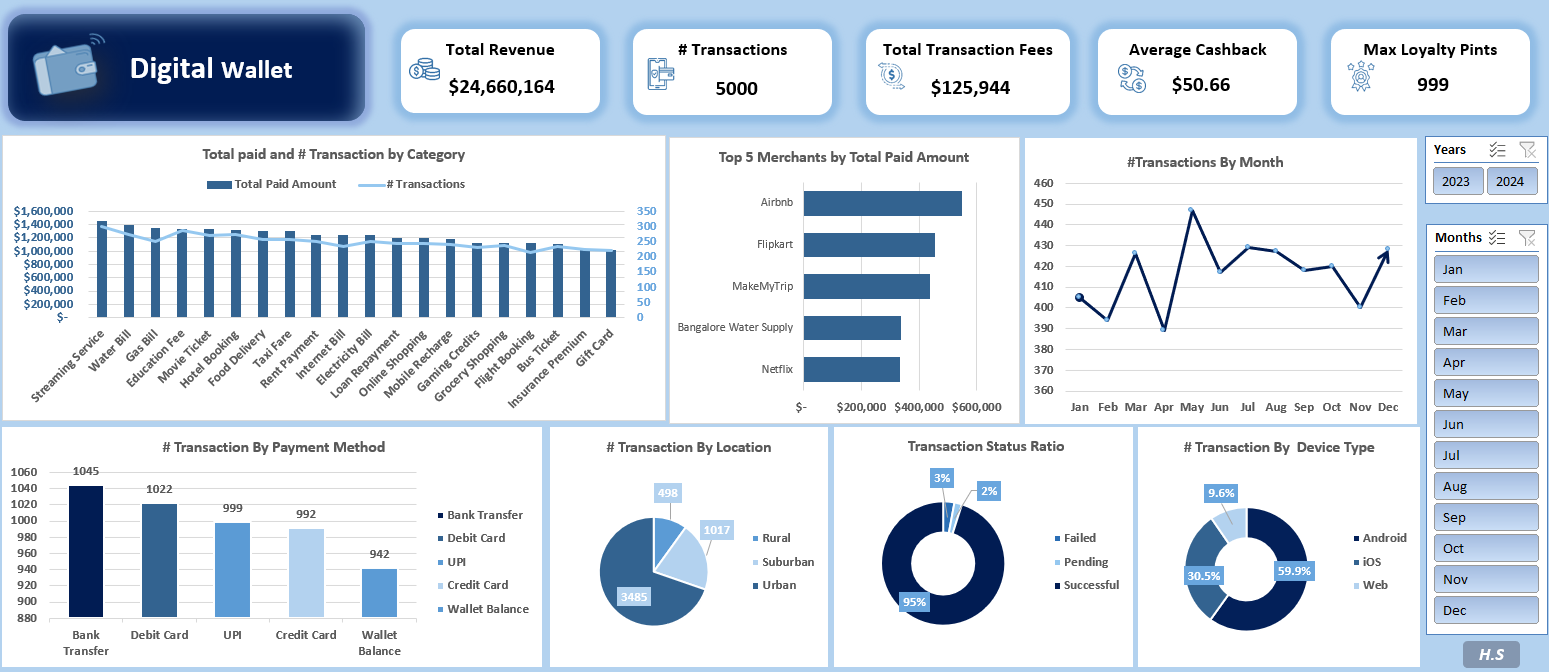 Digital Wallet
Total Revenue
$24,660,164
# Transactions
5000
Total Transaction Fees
$125,944
Average Cashback
$50.66
Max Loyalty Pints
999
Total paid and # Transaction by Category
Total Paid Amount
# Transactions
$1,600,000
$1,400,000
$1,200,000
$1,000,000
$800,000
$600,000
$400,000
$200,000
$-
350
300
250
200
150
100
50
0
Streaming Service
Water Bill
Gas Bill
Education Fee
Movie Ticket
Hotel Booking
Food Delivery
Taxi Fare
Rent Payment
Internet Bill
Electricity Bill
Loan Repayment
Online Shopping
Mobile Recharge
Gaming Credits
Grocery Shopping
Flight Booking
Bus Ticket
Insurance Premium
Gift Card
Top 5 Merchants by Total Paid Amount
Airbnb
Flipkart
MakeMyTrip
Bangalore Water Supply
Netflix
$- $200,000 $400,000 $600,000
#Transactions By Month
460
450
440
430
420
410
400
390
380
370
360
Jan Feb Mar Apr May Jun Jul Aug Sep Oct Nov Dec
Years
2023 2024
Months
Jan
Feb
Mar
Apr
May
Jun
Jul
Aug
Sep
Oct
Nov
Dec
# Transaction By Payment Method
1060
1040
1020
1000
980
960
940
920
900
880
1045
1022
999
992
942
Bank
Transfer
Debit Card
UPI
Credit Card
Wallet
Balance
Bank Transfer
Debit Card
UPI
Credit Card
Wallet Balance
# Transaction By Location
498
1017
3485
Rural
Suburban
Urban
Transaction Status Ratio
3%
2%
95%
Failed
Pending
Successful
# Transaction By Device Type
9.6%
30.5%
59.9%
Android
iOS
Web
H.S